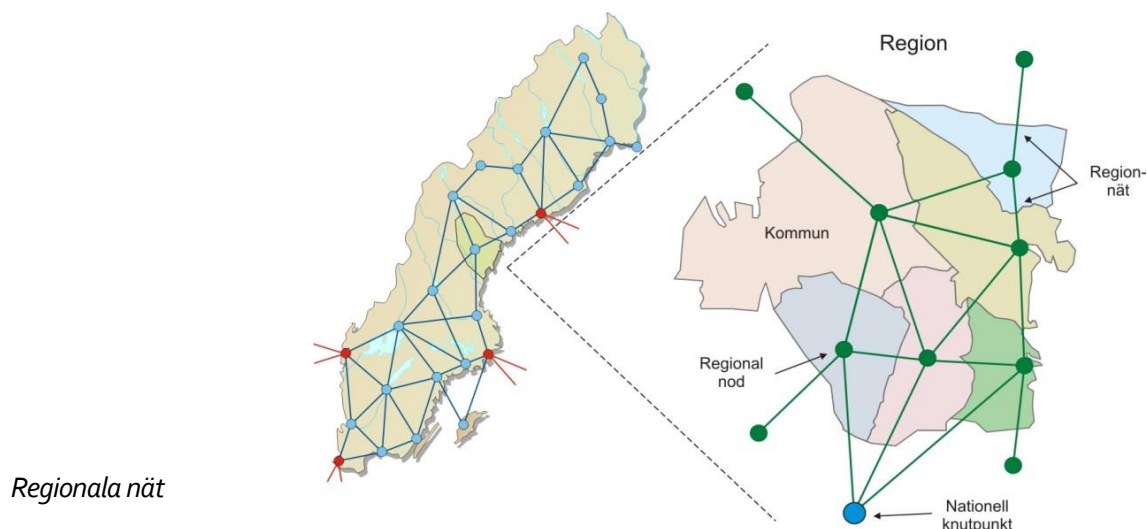 Region
Region-
nät
Kommun
Regional
nod
Regionala nät
Nationell
knutpunkt